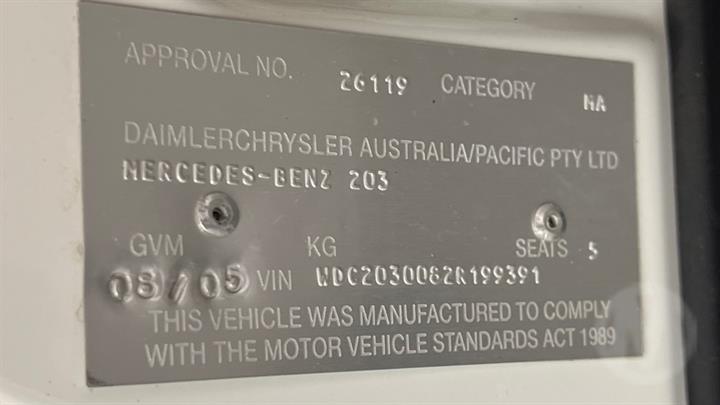 APPROVAL NO. 26119 CATEGORY MA
DAIMLERCHRYSLER AUSTRALIA/PACIFIC PTY LTD
MERCEDES-BENZ 203
GVM KG SEATS 5
08/05 VIN WDC2030082R199391
THIS VEHICLE WAS MANUFACTURED TO COMPLY
WITH THE MOTOR VEHICLE STANDARDS ACT 1989